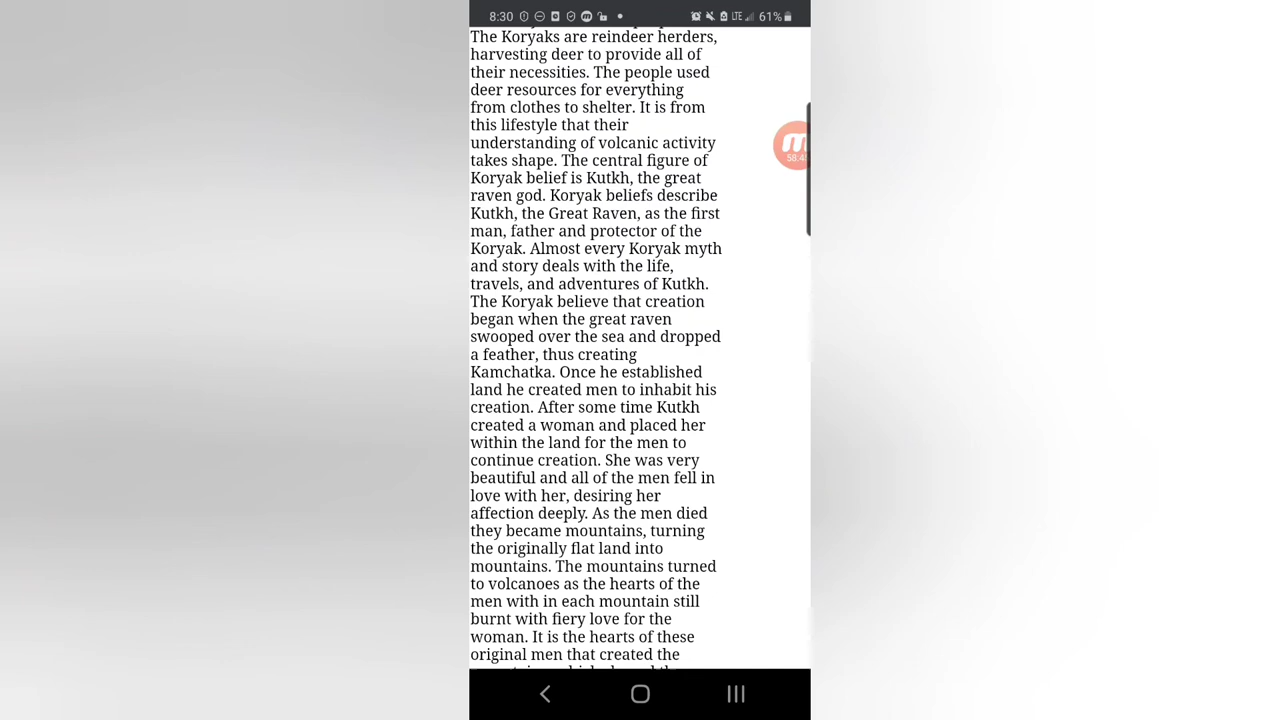 8:30
LTE 61%
The Koryaks are reindeer herders,
harvesting deer to provide all of
their necessities. The people used
deer resources for everything
from clothes to shelter. It is from
this lifestyle that their
understanding of volcanic activity
takes shape. The central figure of
Koryak belief is Kutkh, the great
raven god. Koryak beliefs describe
Kutkh, the Great Raven, as the first
man, father and protector of the
Koryak. Almost every Koryak myth
and story deals with the life,
travels, and adventures of Kutkh.
The Koryak believe that creation
began when the great raven
swooped over the sea and dropped
a feather, thus creating
Kamchatka. Once he established
land he created men to inhabit his
creation. After some time Kutkh
created a woman and placed her
within the land for the men to
continue creation. She was very
beautiful and all of the men fell in
love with her, desiring her
affection deeply. As the men died
they became mountains, turning
the originally flat land into
mountains. The mountains turned
to volcanoes as the hearts of the
men with in each mountain still
burnt with fiery love for the
woman. It is the hearts of these
original men that created the